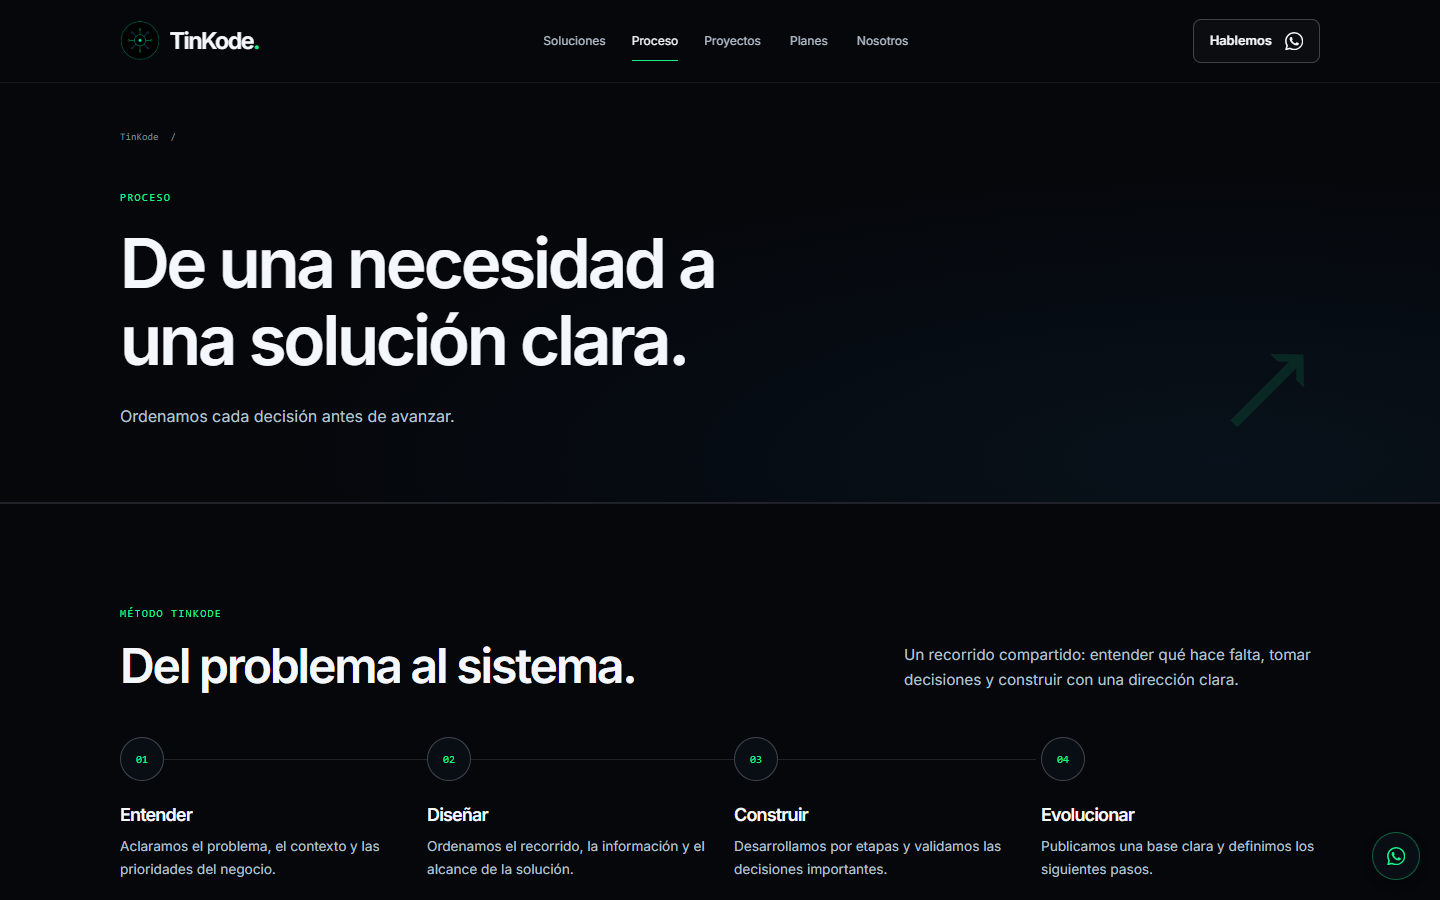 TinKode.
Soluciones
Proceso
Proyectos
Planes
Nosotros
Hablemos
TinKode /
PROCESO
De una necesidad a
una solución clara.
Ordenamos cada decisión antes de avanzar.
MÉTODO TINKODE
Del problema al sistema.
Un recorrido compartido: entender qué hace falta, tomar
decisiones y construir con una dirección clara.
01
Entender
Aclaramos el problema, el contexto y las
prioridades del negocio.
02
Diseñar
Ordenamos el recorrido, la información y el
alcance de la solución.
03
Construir
Desarrollamos por etapas y validamos las
decisiones importantes.
04
Evolucionar
Publicamos una base clara y definimos los
siguientes pasos.